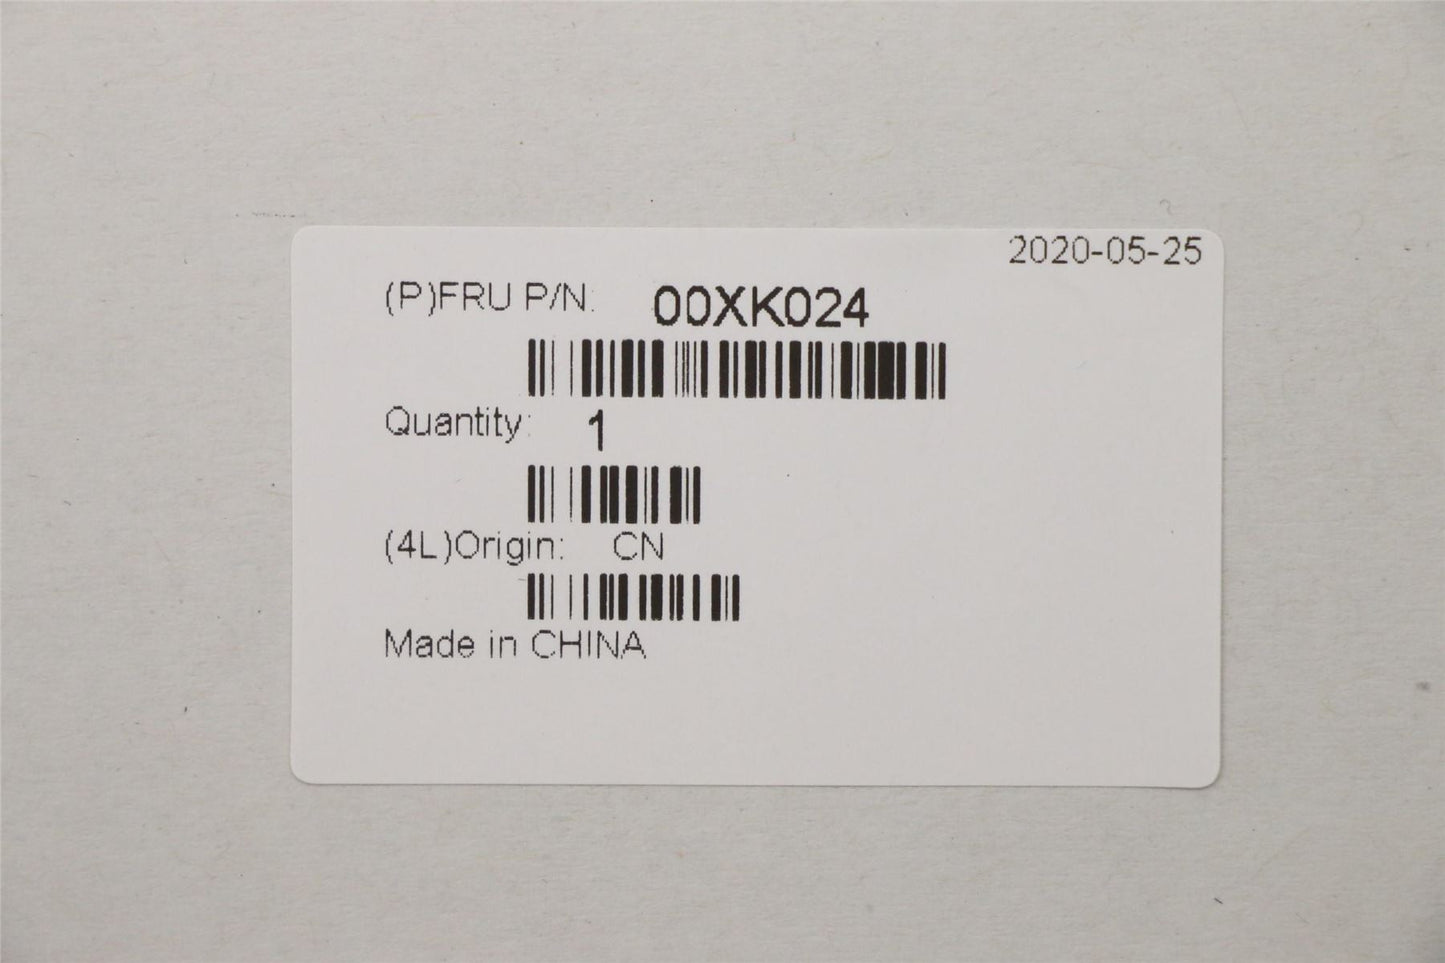 2020-05-25
(P)FRU P/N: 00XK024
Quantity: 1
(4L)Origin: CN
Made in CHINA